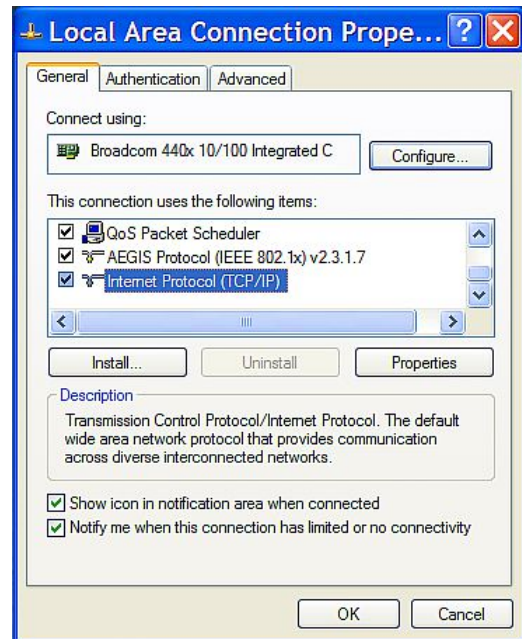 Local Area Connection Prope... ?
General Authentication Advanced
Connect using:
Broadcom 440x 10/100 Integrated C Configure...
This connection uses the following items:
QoS Packet Scheduler
AEGIS Protocol (IEEE 802.1x) v2.3.1.7
Internet Protocol (TCP/IP)
Install... Uninstall Properties
Description
Transmission Control Protocol/Internet Protocol. The default
wide area network protocol that provides communication
across diverse interconnected networks.
Show icon in notification area when connected
Notify me when this connection has limited or no connectivity
OK Cancel